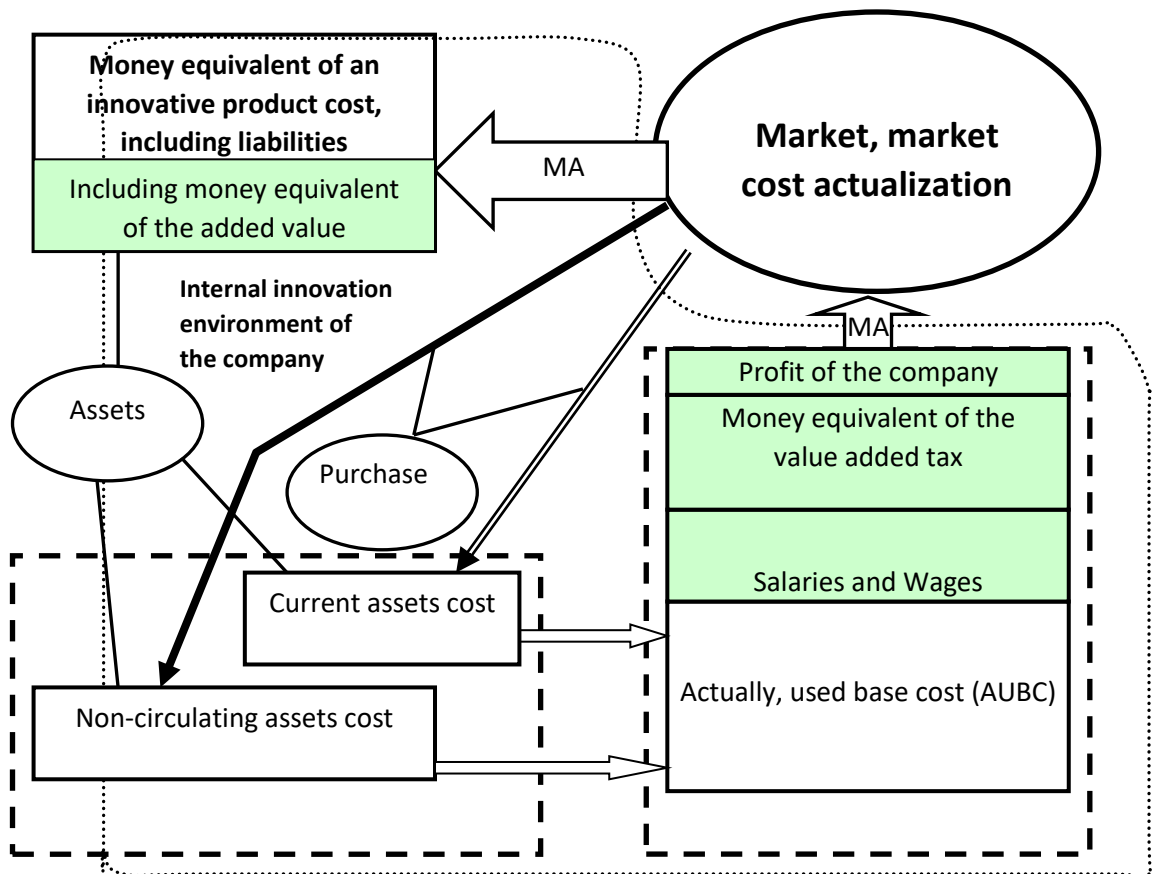 Money equivalent of an
innovative product cost,
including liabilities
Including money equivalent
of the added value
MA
Market, market
cost actualization
Internal innovation
environment of
the company
MA
Assets
Purchase
Profit of the company
Money equivalent of the
value added tax
Salaries and Wages
Current assets cost
Actually, used base cost (AUBC)
Non-circulating assets cost